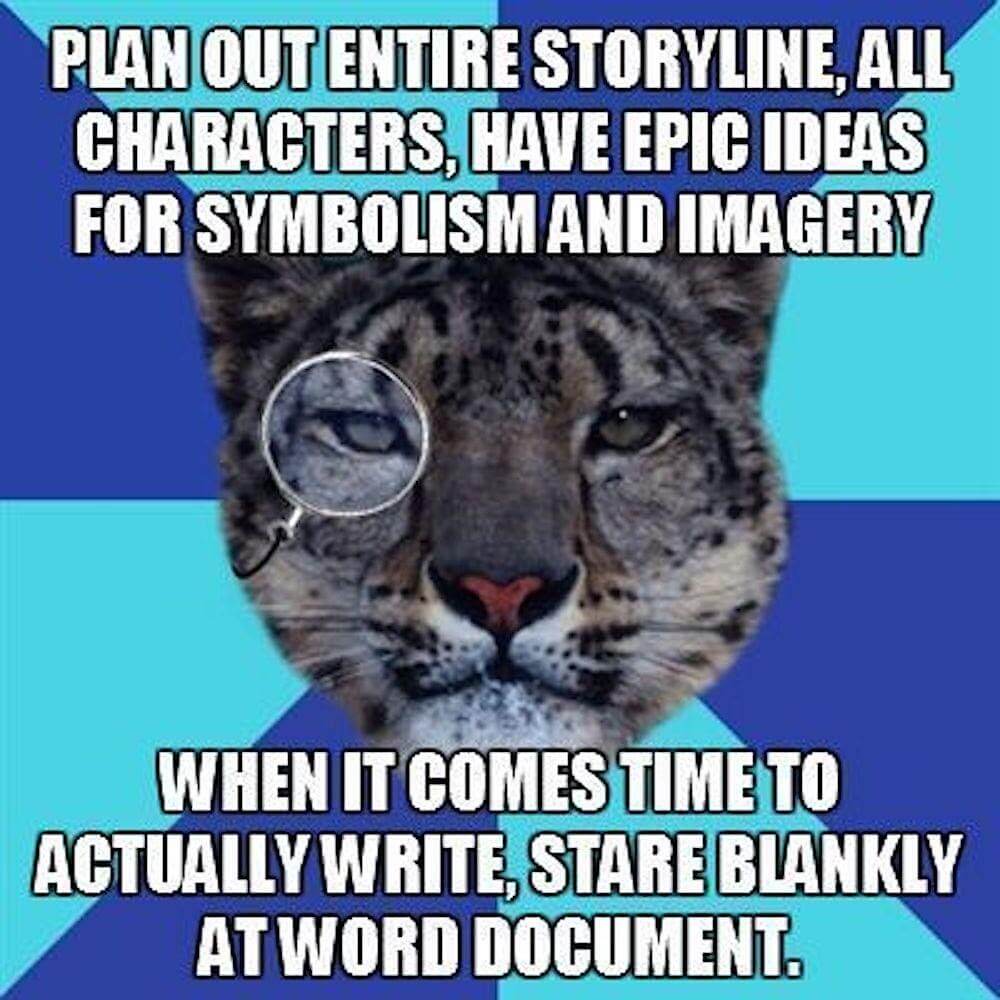 PLAN OUT ENTIRE STORYLINE, ALL
CHARACTERS, HAVE EPIC IDEAS
FOR SYMBOLISM AND IMAGERY
WHEN IT COMES TIME TO
ACTUALLY WRITE, STARE BLANKLY
AT WORD DOCUMENT.